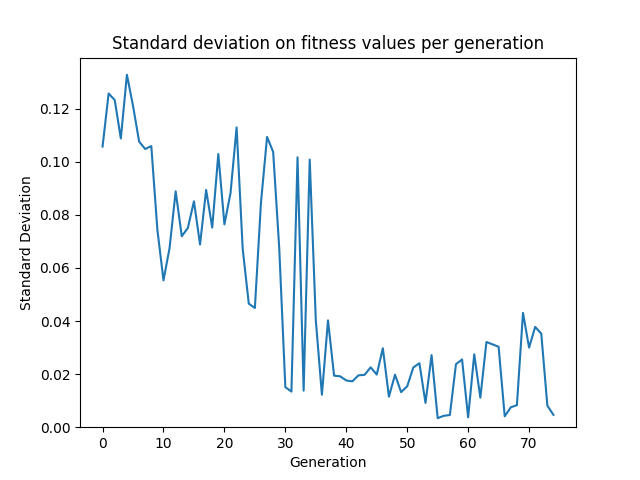 Standard deviation on fitness values per generation
0.12
0.10
0.08
0.06
0.04
0.02
0.00
Standard Deviation
0 10 20 30 40 50 60 70
Generation